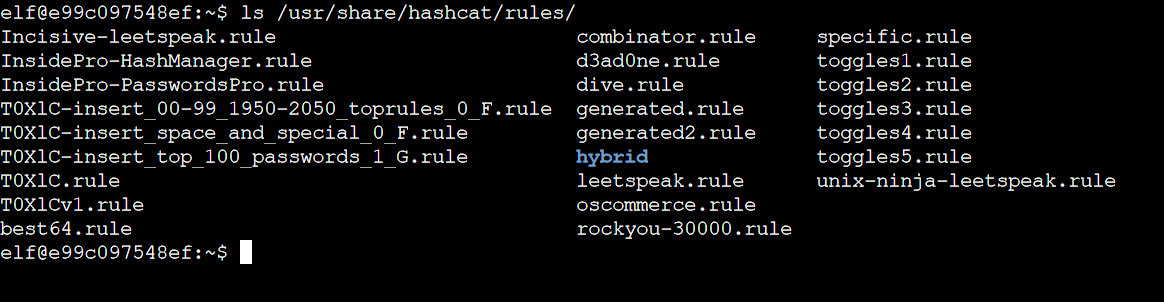 elf@e99c097548ef:~$ ls /usr/share/hashcat/rules/
Incisive-leetspeak.rule combinator.rule specific.rule
InsidePro-HashManager.rule d3ad0ne.rule toggles1.rule
InsidePro-PasswordsPro.rule dive.rule toggles2.rule
T0XlC-insert_00-99_1950-2050_toprules_0_F.rule generated.rule toggles3.rule
T0XlC-insert_space_and_special_0_F.rule generated2.rule toggles4.rule
T0XlC-insert_top_100_passwords_1_G.rule hybrid toggles5.rule
T0XlC.rule leetspeak.rule unix-ninja-leetspeak.rule
T0XlCv1.rule oscommerce.rule
best64.rule rockyou-30000.rule
elf@e99c097548ef:~$